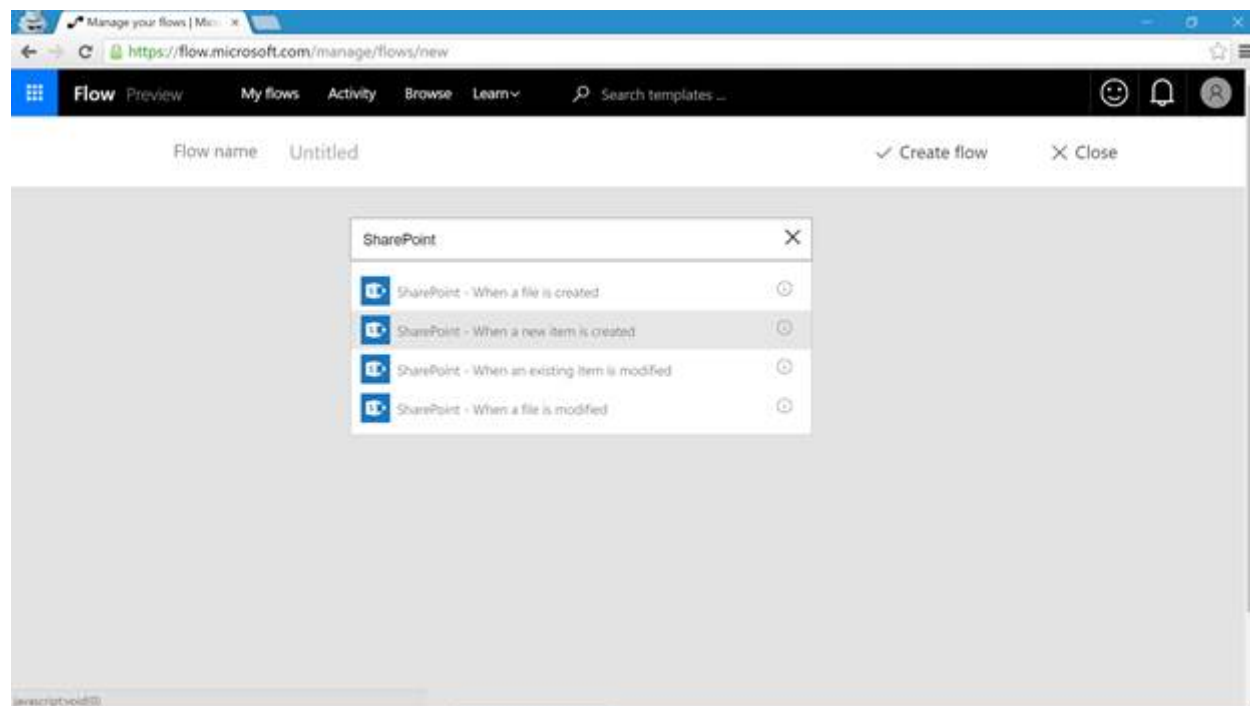 Manage your flows | Micr
https://flow.microsoft.com/manage/flows/new
Flow Preview My flows Activity Browse Learn Search templates ...
Flow name Untitled Create flow Close
SharePoint
SharePoint - When a file is created
SharePoint - When a new item is created
SharePoint - When an existing item is modified
SharePoint - When a file is modified
javascript:void(0)